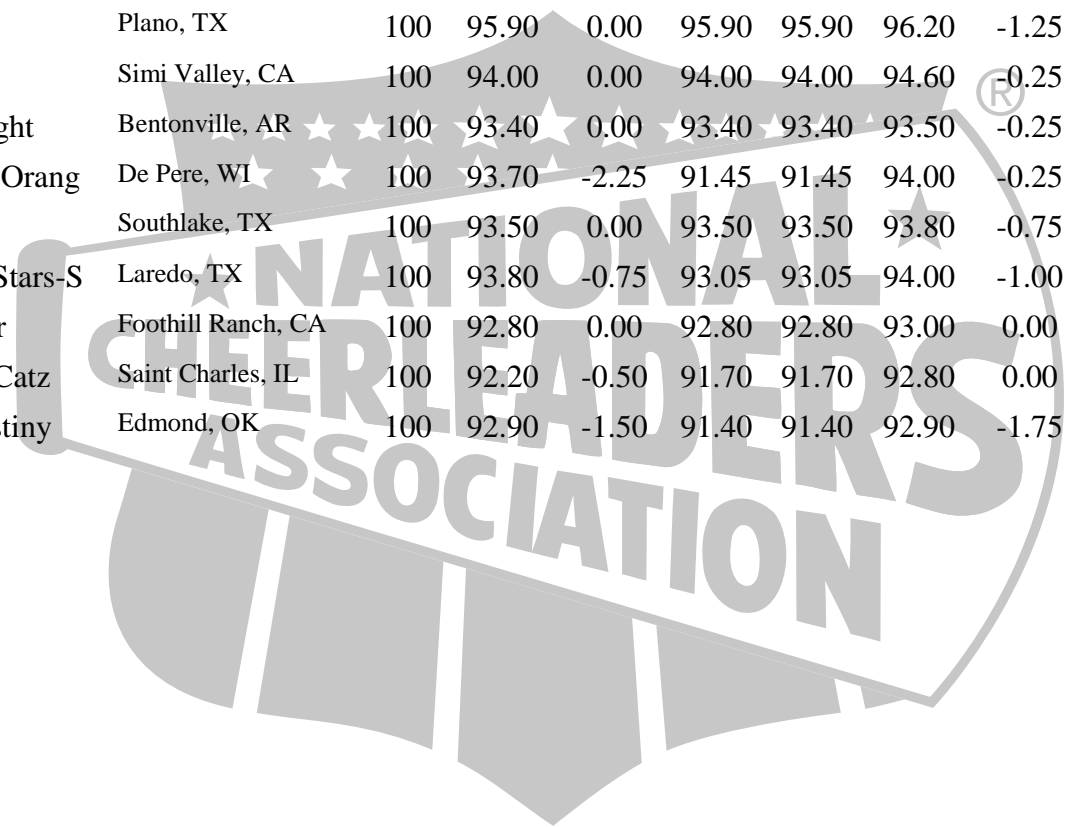 Plano, TX 100 95.90 0.00 95.90 95.90 96.20 -1.25
Simi Valley, CA 100 94.00 0.00 94.00 94.00 94.60 -0.25
ght Bentonville, AR 100 93.40 0.00 93.40 93.40 93.50 -0.25
Orang De Pere, WI 100 93.70 -2.25 91.45 91.45 94.00 -0.25
Southlake, TX 100 93.50 0.00 93.50 93.50 93.80 -0.75
Stars-S Laredo, TX 100 93.80 -0.75 93.05 93.05 94.00 -1.00
r Foothill Ranch, CA 100 92.80 0.00 92.80 92.80 93.00 0.00
Catz Saint Charles, IL 100 92.20 -0.50 91.70 91.70 92.80 0.00
stiny Edmond, OK 100 92.90 -1.50 91.40 91.40 92.90 -1.75
NATIONAL
CHEERLEADERS
ASSOCIATION
®